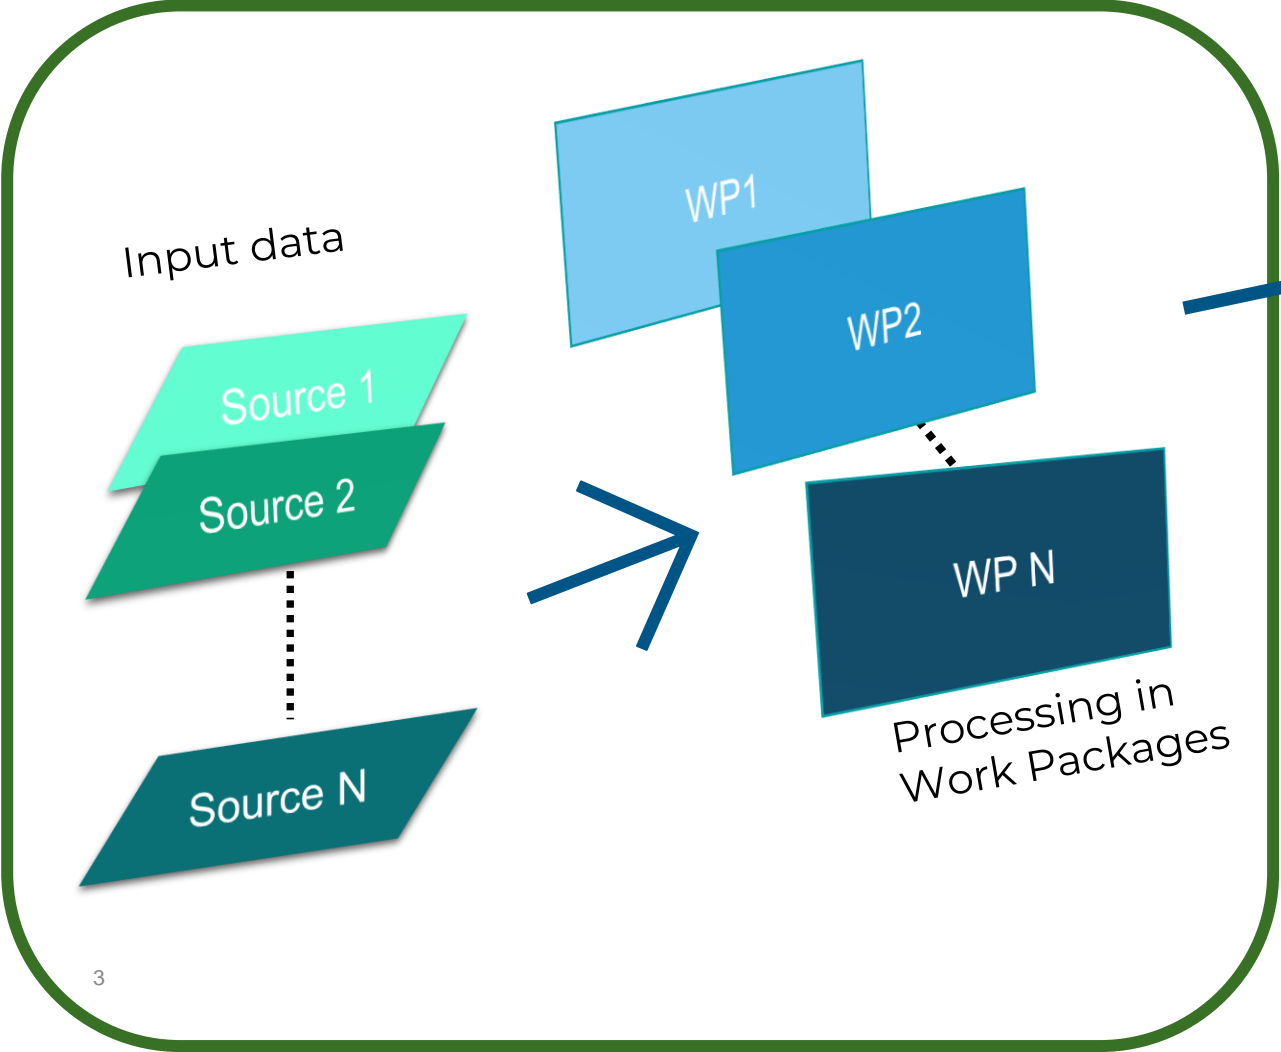 Input data
Source 1
Source 2
Source N
WP1
WP2
WP N
Processing in
Work Packages
3